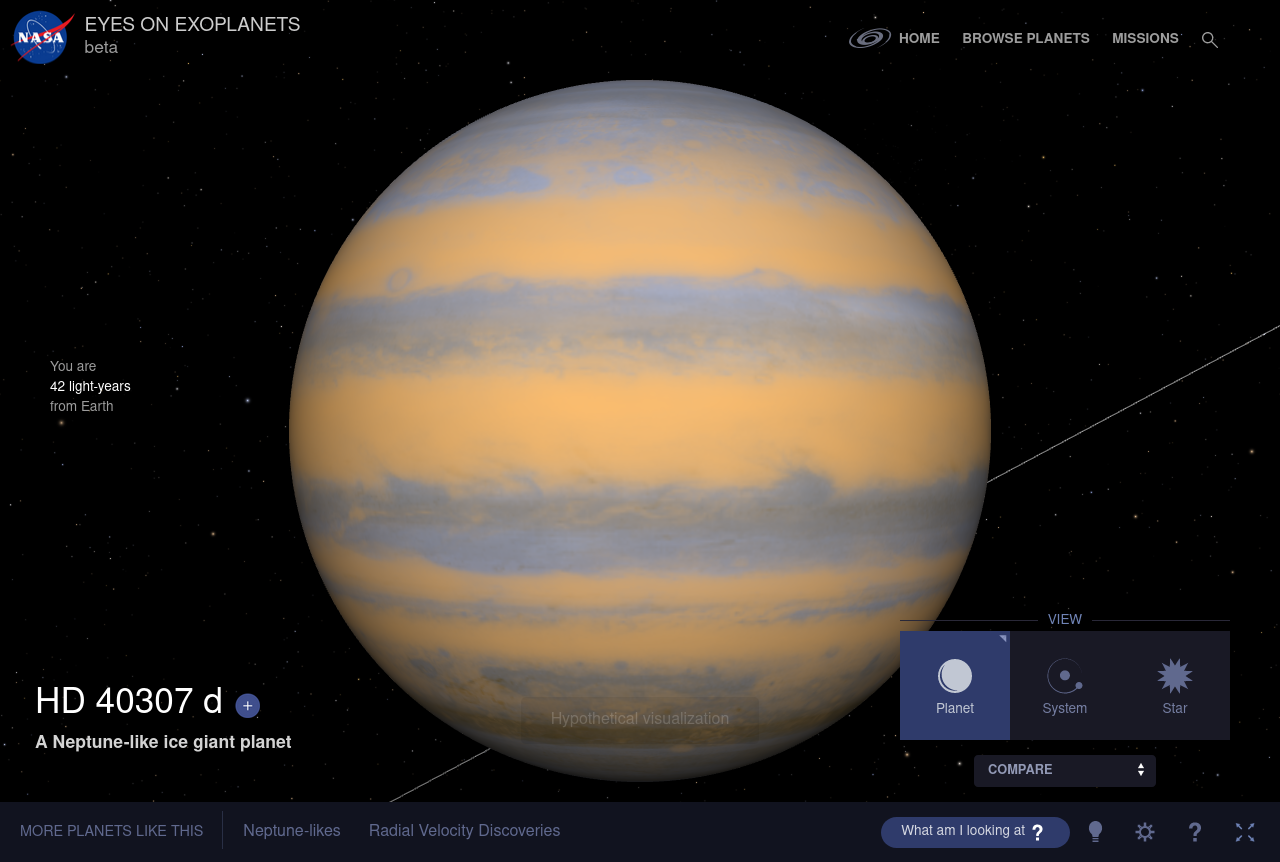 NASA
EYES ON EXOPLANETS
beta
HOME
BROWSE PLANETS
MISSIONS
You are
42 light-years
from Earth
HD 40307 d +
A Neptune-like ice giant planet
Hypothetical visualization
VIEW
Planet
System
Star
COMPARE
MORE PLANETS LIKE THIS
Neptune-likes
Radial Velocity Discoveries
What am I looking at ?
?